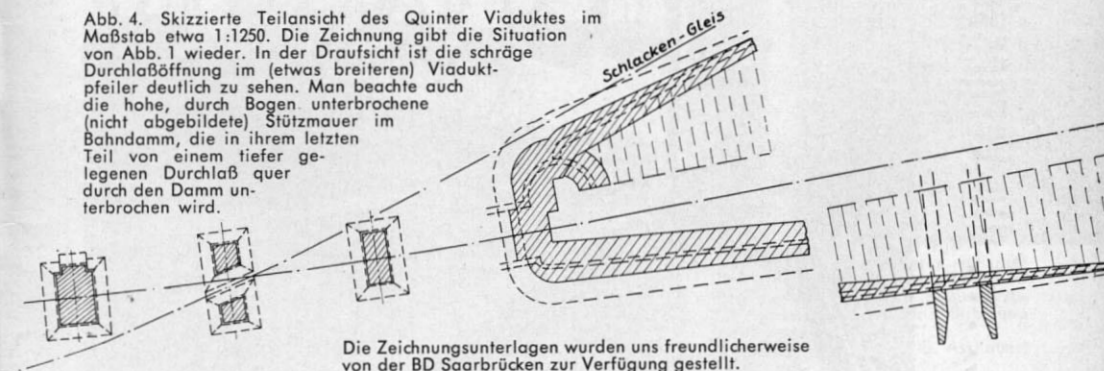 Abb. 4. Skizzierte Teilansicht des Quinter Viaduktes im
Maßstab etwa 1:1250. Die Zeichnung gibt die Situation
von Abb. 1 wieder. In der Draufsicht ist die schräge
Durchlaßöffnung im (etwas breiteren) Viadukt-
pfeiler deutlich zu sehen. Man beachte auch
die hohe, durch Bogen unterbrochene
(nicht abgebildete) Stützmauer im
Bahndamm, die in ihrem letzten
Teil von einem tiefer ge-
legenen Durchlaß quer
durch den Damm un-
terbrochen wird.
Schlacken-Gleis
Die Zeichnungsunterlagen wurden uns freundlicherweise
von der BD Saarbrücken zur Verfügung gestellt.